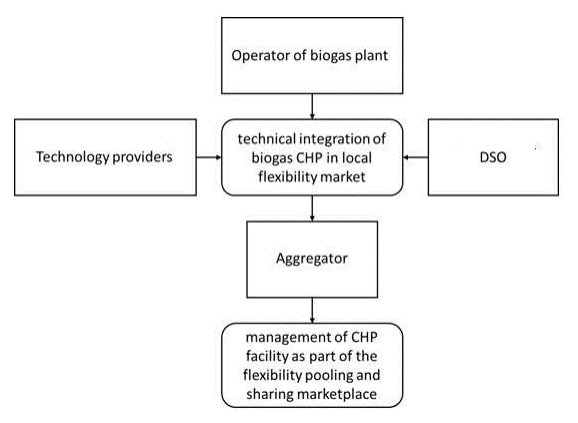 Operator of biogas plant
technical integration of
biogas CHP in local
flexibility market
Technology providers
DSO
Aggregator
management of CHP
facility as part of the
flexibility pooling and
sharing marketplace